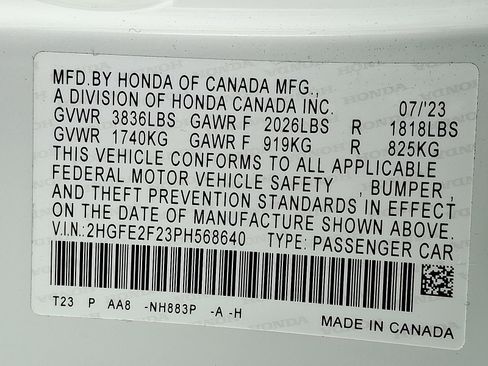 MFD.BY HONDA OF CANADA MFG.,
A DIVISION OF HONDA CANADA INC. 07/'23
GVWR 3836LBS GAWR F 2026LBS R 1818LBS
GVWR 1740KG GAWR F 919KG R 825KG
THIS VEHICLE CONFORMS TO ALL APPLICABLE
FEDERAL MOTOR VEHICLE SAFETY , BUMPER ,
AND THEFT PREVENTION STANDARDS IN EFFECT
ON THE DATE OF MANUFACTURE SHOWN ABOVE.
V.I.N.:2HGFE2F23PH568640 TYPE: PASSENGER CAR
T23 P AA8 -NH883P -A -H
MADE IN CANADA